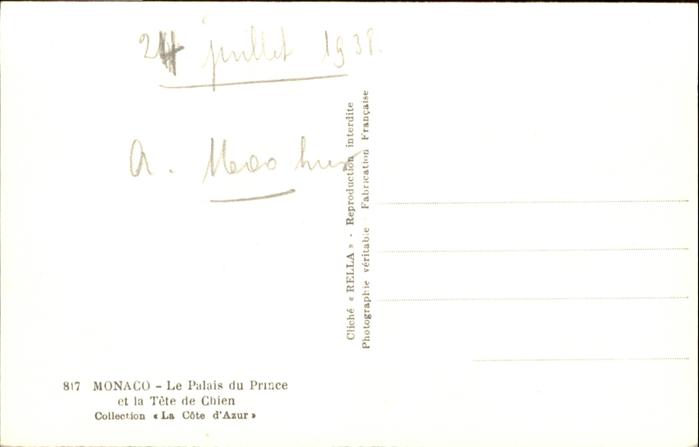 24 juillet 1938.
a.
Cliché « RELLA » - Reproduction interdite
Photographie véritable - Fabrication Française
817 MONACO - Le Palais du Prince
et la Tête de Chien
Collection « La Côte d'Azur »